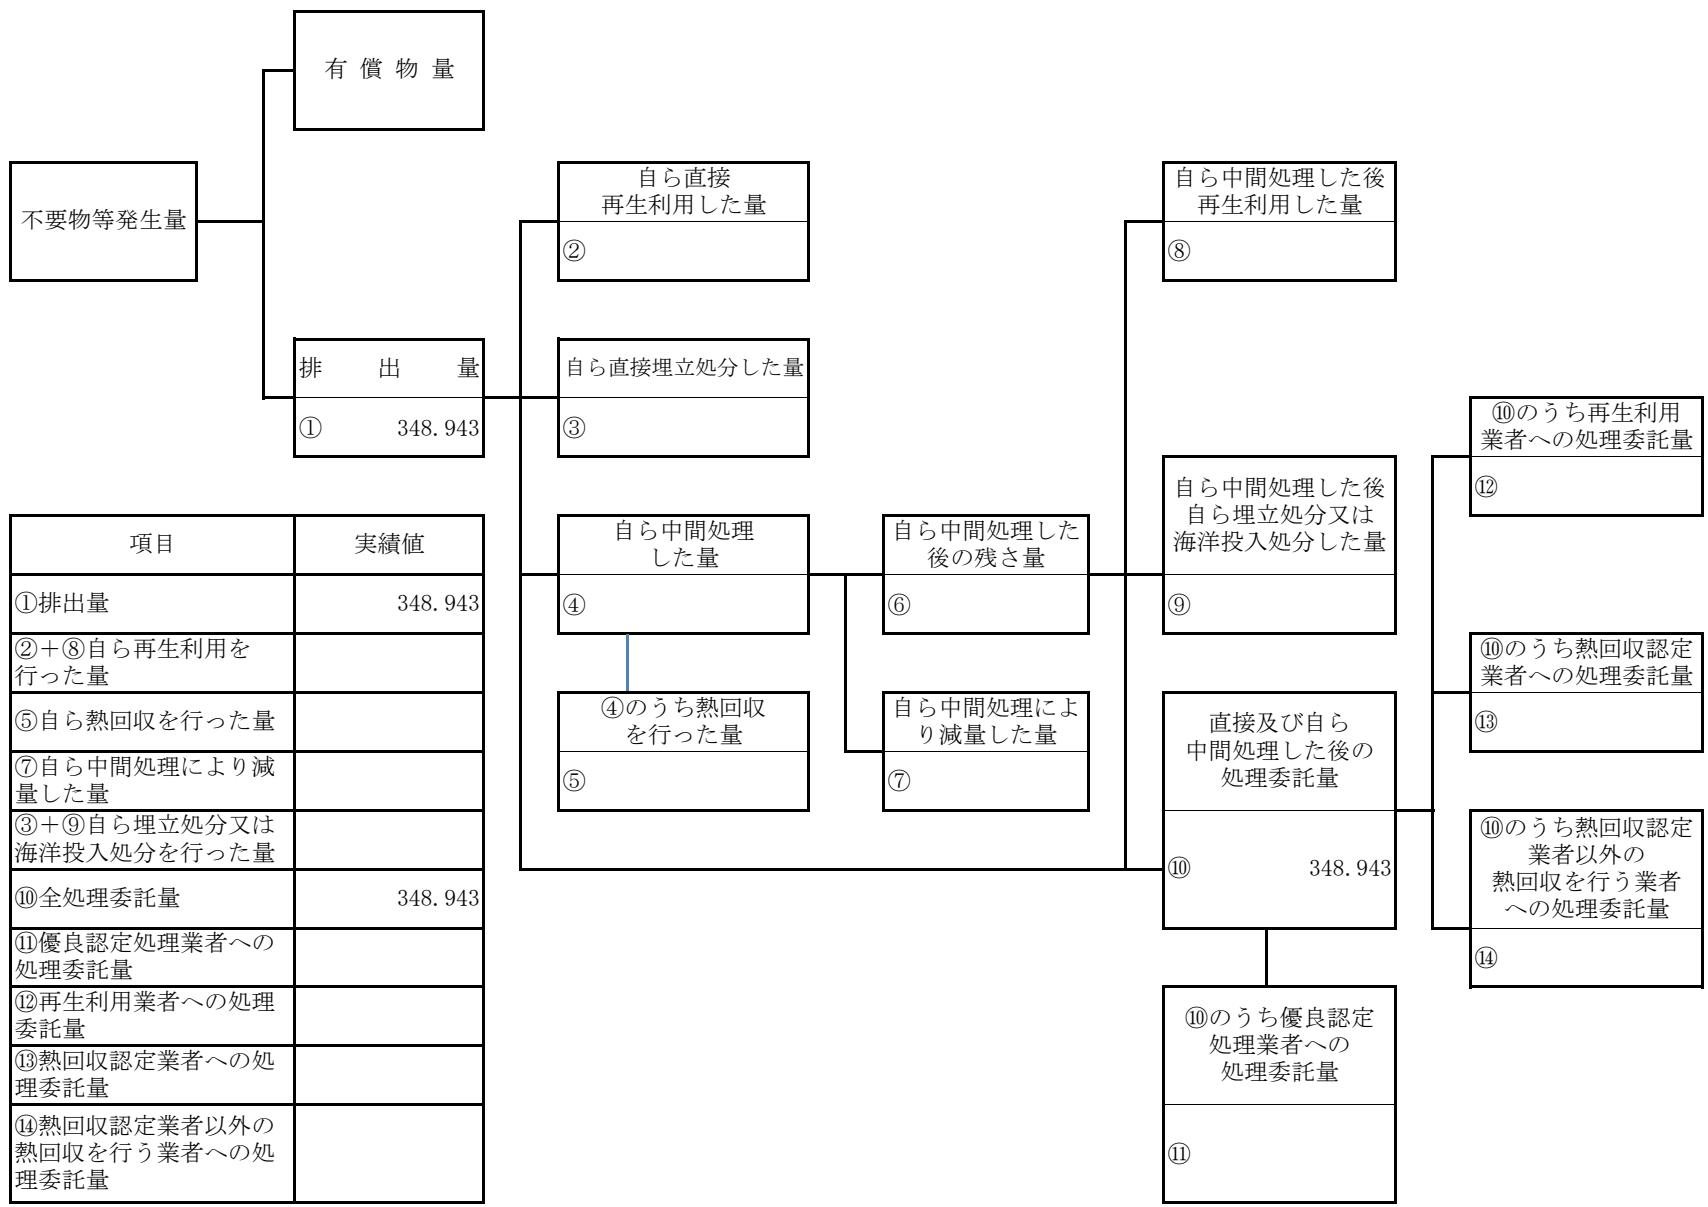 有償物量
不要物等発生量
自ら直接
再生利用した量
②
自ら中間処理した後
再生利用した量
⑧
排出量
① 348.943
自ら直接埋立処分した量
③
⑩のうち再生利用
業者への処理委託量
⑫
自ら中間処理した後
自ら埋立処分又は
海洋投入処分した量
⑨
自ら中間処理
した量
④
自ら中間処理した
後の残さ量
⑥
⑩のうち熱回収認定
業者への処理委託量
⑬
④のうち熱回収
を行った量
⑤
自ら中間処理によ
り減量した量
⑦
直接及び自ら
中間処理した後の
処理委託量
⑩ 348.943
⑩のうち熱回収認定
業者以外の
熱回収を行う業者
への処理委託量
⑭
⑩のうち優良認定
処理業者への
処理委託量
⑪
項目 実績値
①排出量 348.943
②＋⑧自ら再生利用を
行った量
⑤自ら熱回収を行った量
⑦自ら中間処理により減
量した量
③＋⑨自ら埋立処分又は
海洋投入処分を行った量
⑩全処理委託量 348.943
⑪優良認定処理業者への
処理委託量
⑫再生利用業者への処理
委託量
⑬熱回収認定業者への処
理委託量
⑭熱回収認定業者以外の
熱回収を行う業者への処
理委託量